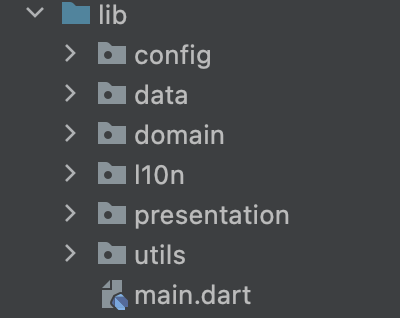 lib
config
data
domain
l10n
presentation
utils
main.dart